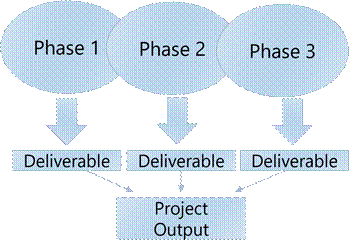 Phase 1
Phase 2
Phase 3
Deliverable
Deliverable
Deliverable
Project
Output